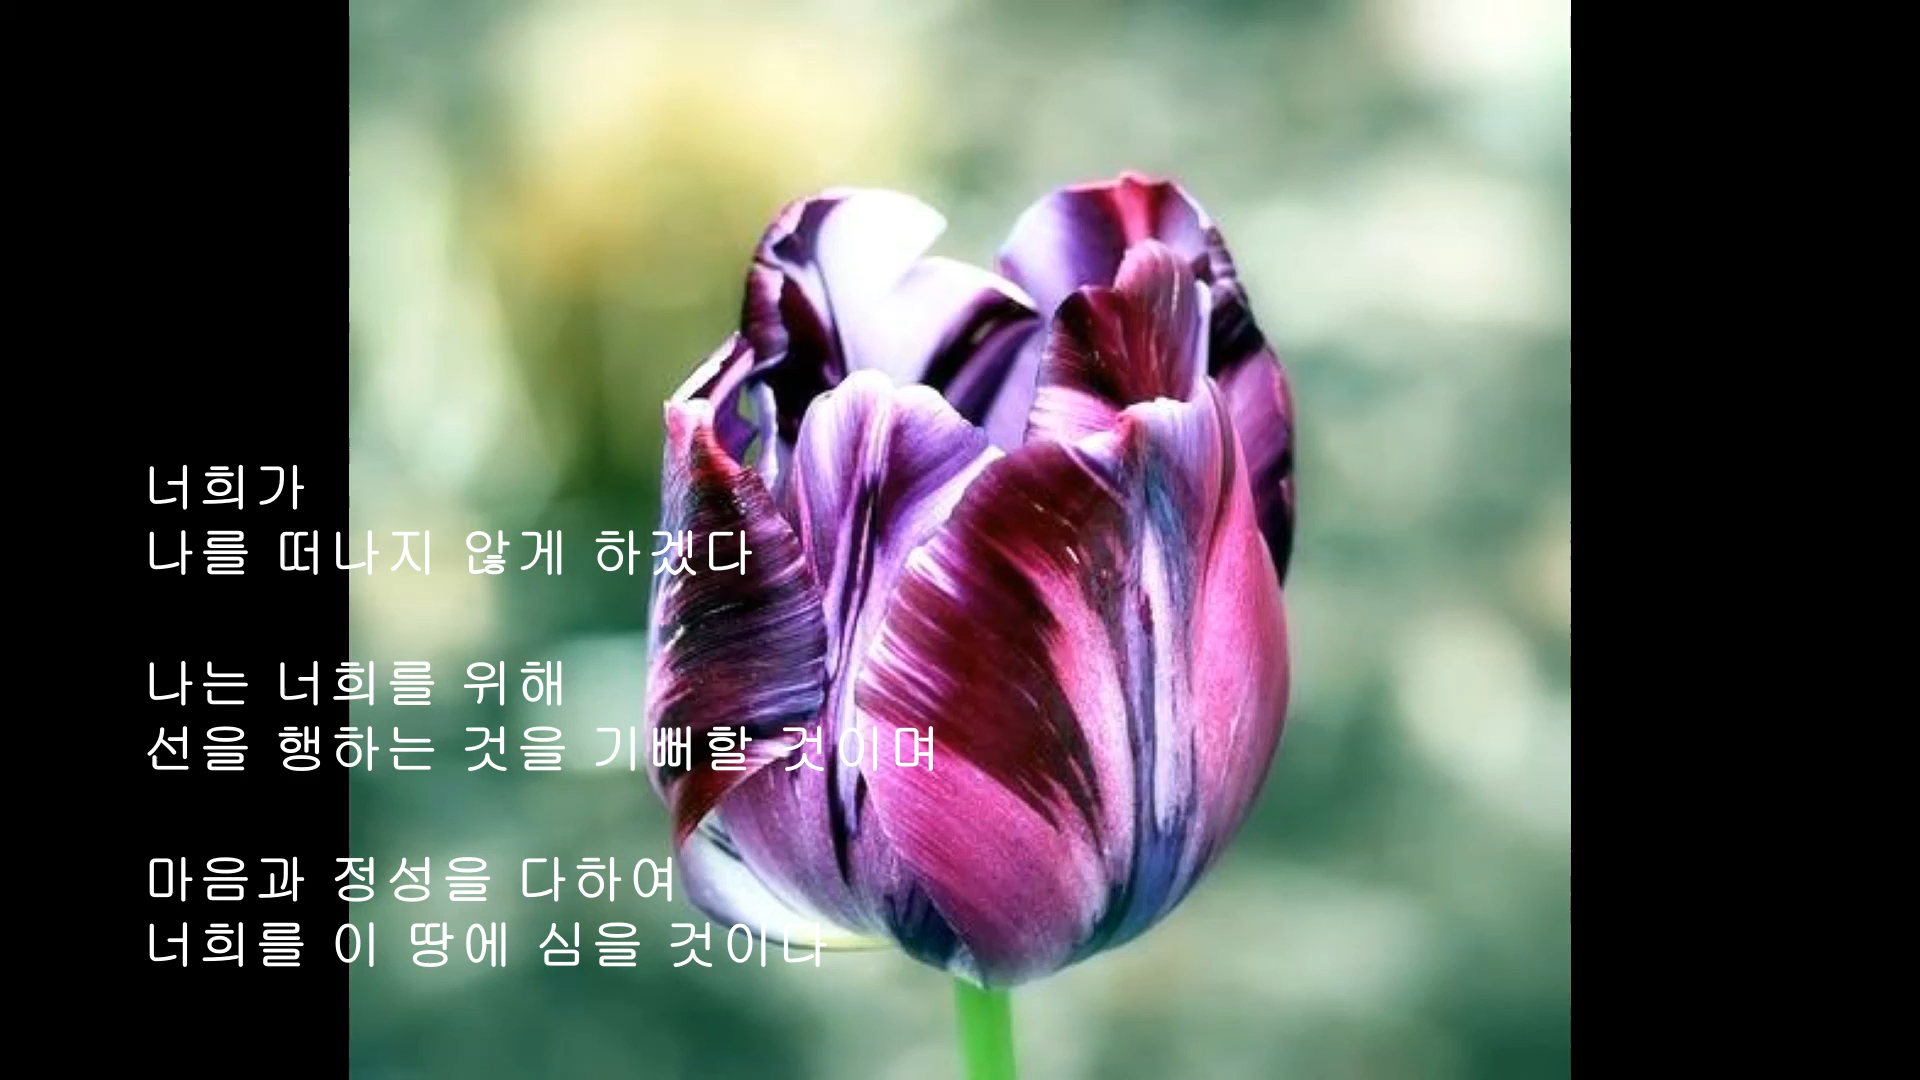 너희가
나를 떠나지 않게 하겠다
나는 너희를 위해
선을 행하는 것을 기뻐할 것이며
마음과 정성을 다하여
너희를 이 땅에 심을 것이다